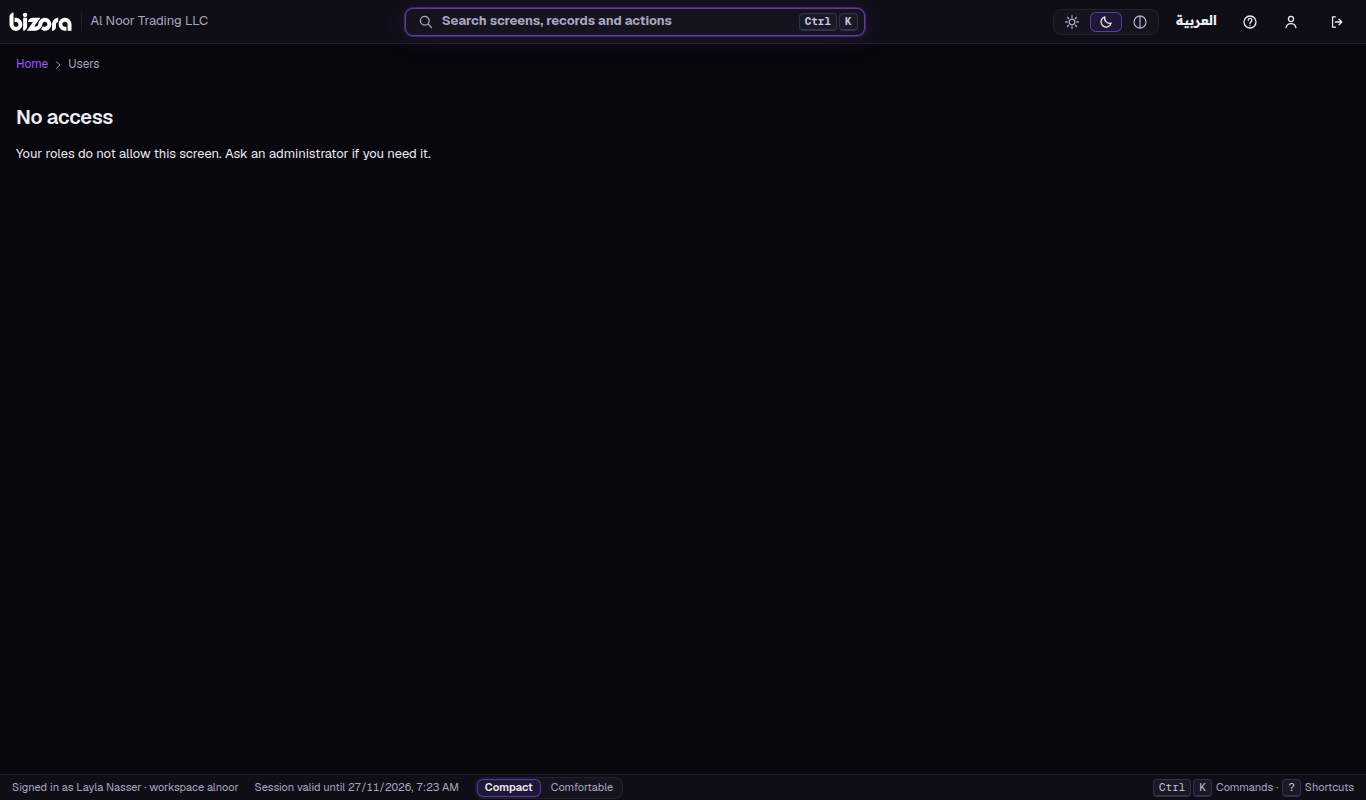 bizora Al Noor Trading LLC Search screens, records and actions Ctrl K العربية
Home > Users
No access
Your roles do not allow this screen. Ask an administrator if you need it.
Signed in as Layla Nasser · workspace alnoor Session valid until 27/11/2026, 7:23 AM Compact Comfortable Ctrl K Commands · ? Shortcuts